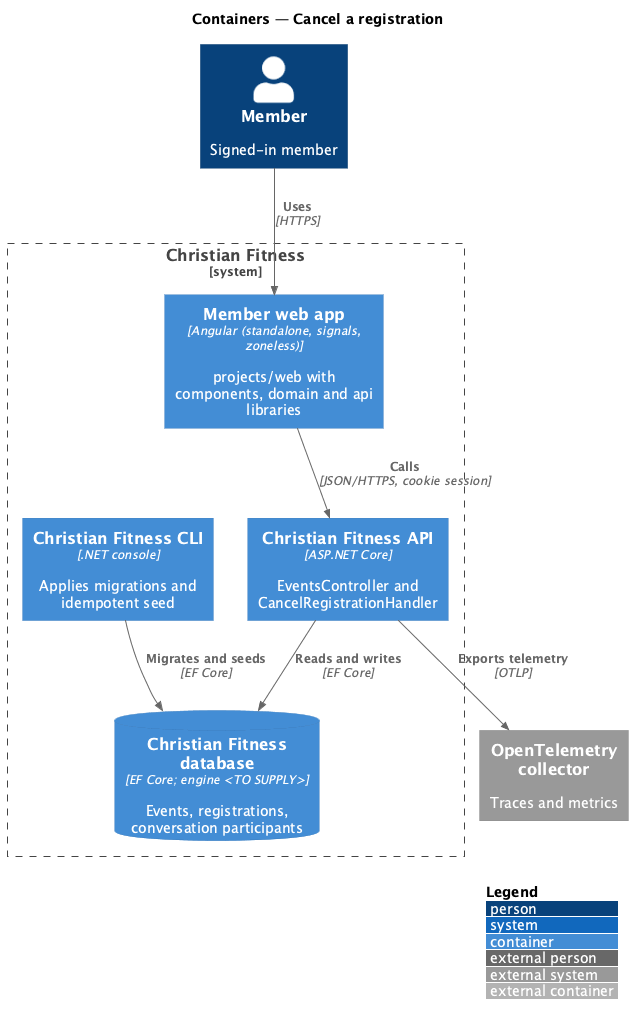 Containers — Cancel a registration
Member
Signed-in member
Uses
[HTTPS]
Christian Fitness
[system]
Member web app
[Angular (standalone, signals,
zoneless)]
projects/web with
components, domain and api
libraries
Calls
[JSON/HTTPS, cookie session]
Christian Fitness CLI
[.NET console]
Applies migrations and
idempotent seed
Christian Fitness API
[ASP.NET Core]
EventsController and
CancelRegistrationHandler
Migrates and seeds
[EF Core]
Reads and writes
[EF Core]
Exports telemetry
[OTLP]
Christian Fitness
database
[EF Core; engine <TO SUPPLY>]
Events, registrations,
conversation participants
OpenTelemetry
collector
Traces and metrics
Legend
person
system
container
external person
external system
external container